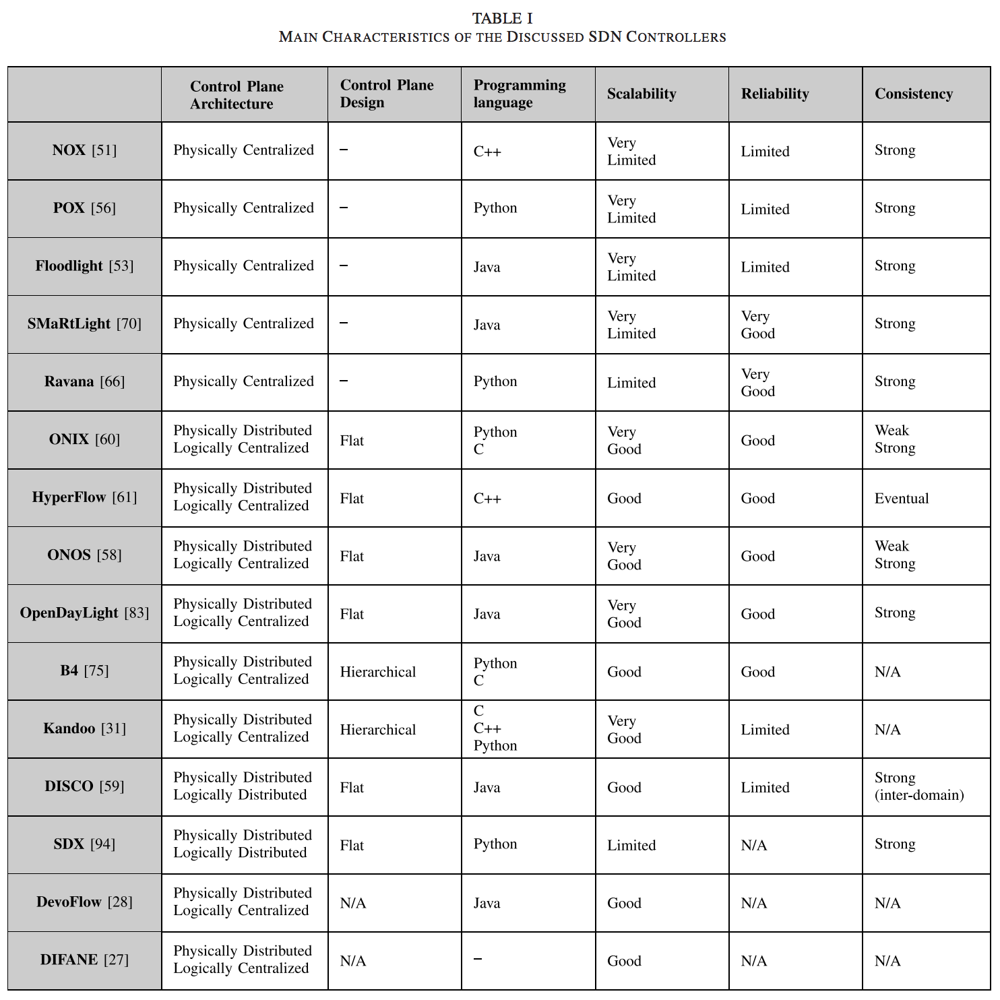 TABLE I
MAIN CHARACTERISTICS OF THE DISCUSSED SDN CONTROLLERS
Control Plane Architecture | Control Plane Design | Programming language | Scalability | Reliability | Consistency
NOX [51] | Physically Centralized | – | C++ | Very Limited | Limited | Strong
POX [56] | Physically Centralized | – | Python | Very Limited | Limited | Strong
Floodlight [53] | Physically Centralized | – | Java | Very Limited | Limited | Strong
SMaRtLight [70] | Physically Centralized | – | Java | Very Limited | Very Good | Strong
Ravana [66] | Physically Centralized | – | Python | Limited | Very Good | Strong
ONIX [60] | Physically Distributed Logically Centralized | Flat | Python C | Very Good | Good | Weak Strong
HyperFlow [61] | Physically Distributed Logically Centralized | Flat | C++ | Good | Good | Eventual
ONOS [58] | Physically Distributed Logically Centralized | Flat | Java | Very Good | Good | Weak Strong
OpenDayLight [83] | Physically Distributed Logically Centralized | Flat | Java | Very Good | Good | Strong
B4 [75] | Physically Distributed Logically Centralized | Hierarchical | Python C | Good | Good | N/A
Kandoo [31] | Physically Distributed Logically Centralized | Hierarchical | C C++ Python | Very Good | Limited | N/A
DISCO [59] | Physically Distributed Logically Distributed | Flat | Java | Good | Limited | Strong (inter-domain)
SDX [94] | Physically Distributed Logically Distributed | Flat | Python | Limited | N/A | Strong
DevoFlow [28] | Physically Distributed Logically Centralized | N/A | Java | Good | N/A | N/A
DIFANE [27] | Physically Distributed Logically Centralized | N/A | – | Good | N/A | N/A